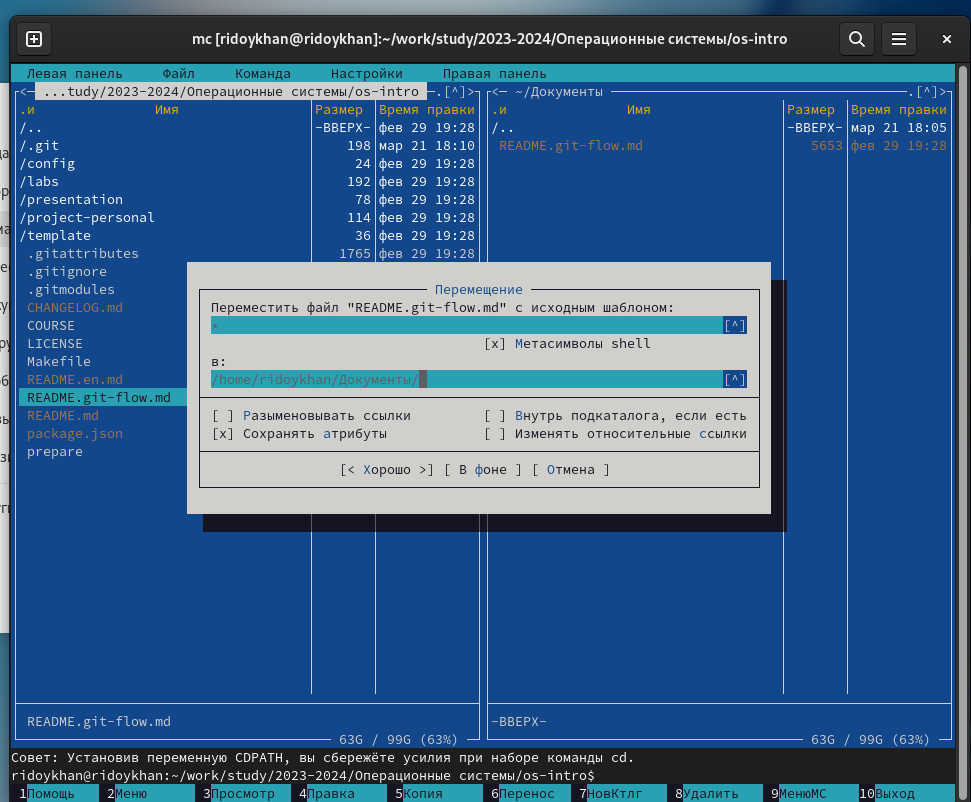 mc [ridoykhan@ridoykhan]:~/work/study/2023-2024/Операционные системы/os-intro
Левая панель Файл Команда Настройки Правая панель
<─ ...tudy/2023-2024/Операционные системы/os-intro ─.[^]>
.и Имя Размер Время правки
/.. -ВВЕРХ- фев 29 19:28
/.git 198 мар 21 18:10
/config 24 фев 29 19:28
/labs 192 фев 29 19:28
/presentation 78 фев 29 19:28
/project-personal 114 фев 29 19:28
/template 36 фев 29 19:28
.gitattributes 1765 фев 29 19:28
.gitignore
.gitmodules
CHANGELOG.md
COURSE
LICENSE
Makefile
README.en.md
README.git-flow.md
README.md
package.json
prepare
README.git-flow.md
63G / 99G (63%)
<─ ~/Документы .[^]>
.и Имя Размер Время правки
/.. -ВВЕРХ- мар 21 18:05
README.git-flow.md 5653 фев 29 19:28
-ВВЕРХ-
63G / 99G (63%)
Перемещение
Переместить файл "README.git-flow.md" с исходным шаблоном:
* [^]
[x] Метасимволы shell
в:
/home/ridoykhan/Документы/ [^]
[ ] Разыменовывать ссылки [ ] Внутрь подкаталога, если есть
[x] Сохранять атрибуты [ ] Изменять относительные ссылки
[< Хорошо >] [ В фоне ] [ Отмена ]
Совет: Установив переменную CDPATH, вы сбережёте усилия при наборе команды cd.
ridoykhan@ridoykhan:~/work/study/2023-2024/Операционные системы/os-intro$
1Помощь 2Меню 3Просмотр 4Правка 5Копия 6Перенос 7НовКтлг 8Удалить 9МенюМС 10Выход